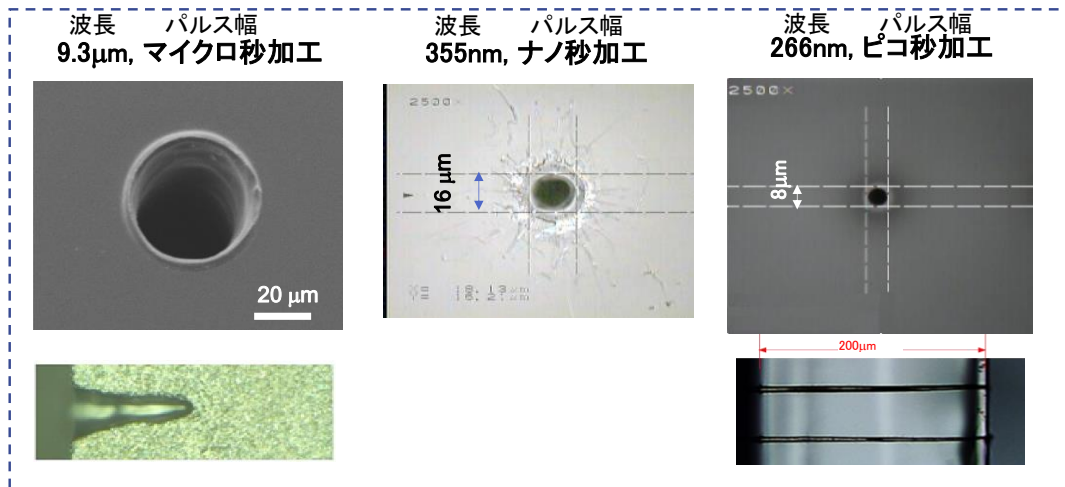 波長 パルス幅
9.3μm, マイクロ秒加工
20 μm
波長 パルス幅
355nm, ナノ秒加工
2500×
16 μm
波長 パルス幅
266nm, ピコ秒加工
2500×
8μm
200μm